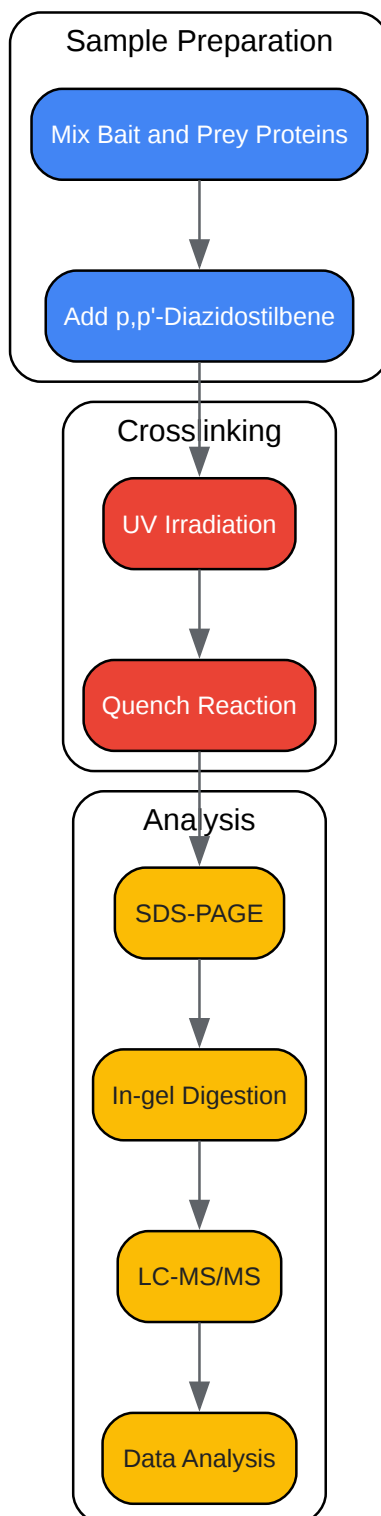 Sample Preparation
Mix Bait and Prey Proteins
Add p,p'-Diazidostilbene
Crosslinking
UV Irradiation
Quench Reaction
Analysis
SDS-PAGE
In-gel Digestion
LC-MS/MS
Data Analysis